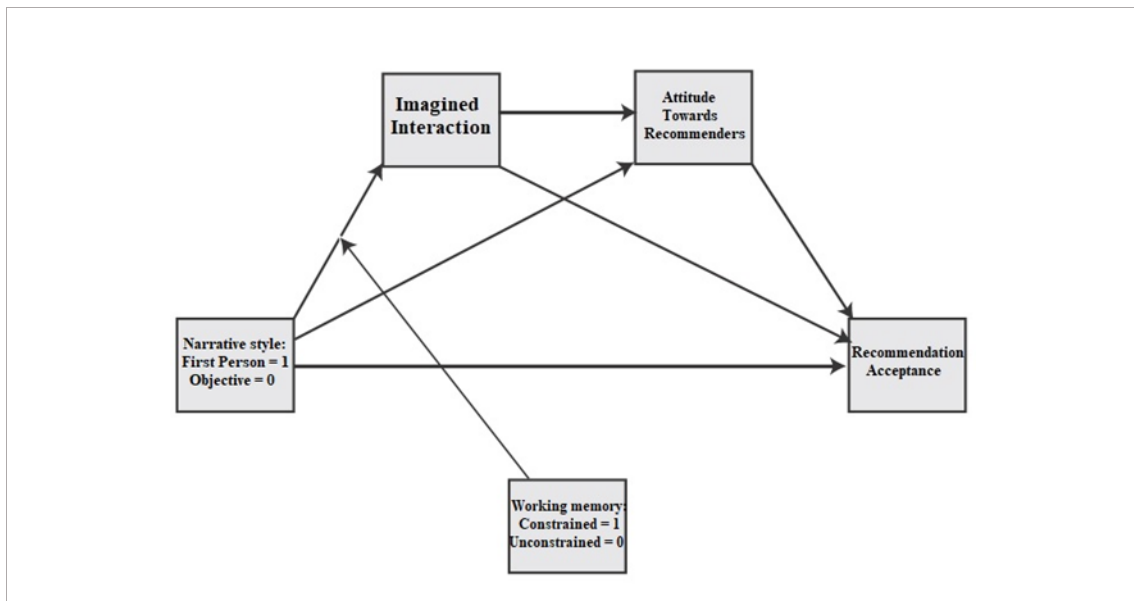 Imagined
Interaction
Attitude
Towards
Recommenders
Narrative style:
First Person = 1
Objective = 0
Recommendation
Acceptance
Working memory:
Constrained = 1
Unconstrained = 0